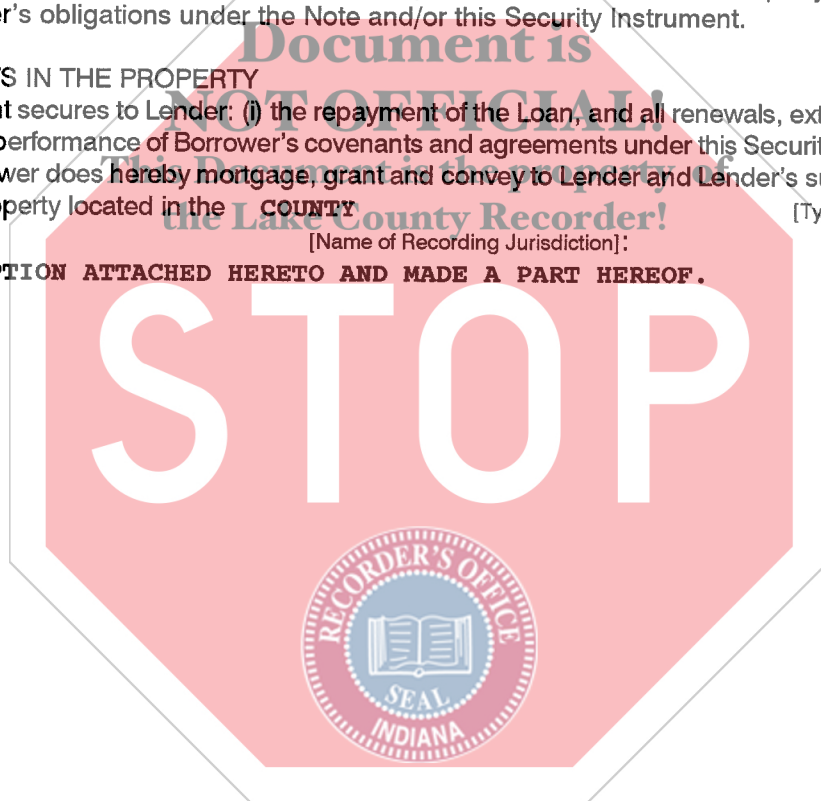 er's obligations under the Note and/or this Security Instrument.
Document is
S IN THE PROPERTY
NOT OFFICIAL!
t secures to Lender: (i) the repayment of the Loan, and all renewals, ext
performance of Borrower's covenants and agreements under this Securit
This Document is the property of
wer does hereby mortgage, grant and convey to Lender and Lender's su
perty located in the COUNTY [Ty
the Lake County Recorder!
[Name of Recording Jurisdiction]:
PTION ATTACHED HERETO AND MADE A PART HEREOF.
STOP
RECORDER'S OFFICE
SEAL
INDIANA